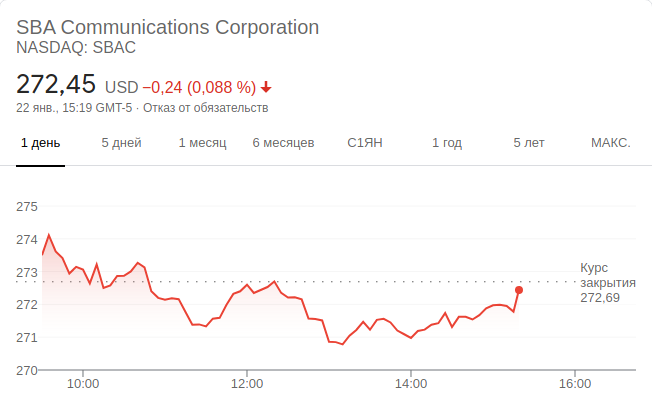 SBA Communications Corporation
NASDAQ: SBAC
272,45 USD −0,24 (0,088 %)
22 янв., 15:19 GMT-5 · Отказ от обязательств
1 день 5 дней 1 месяц 6 месяцев С1ЯН 1 год 5 лет МАКС.
275
274
273
Курс
закрытия
272,69
272
271
270
10:00 12:00 14:00 16:00